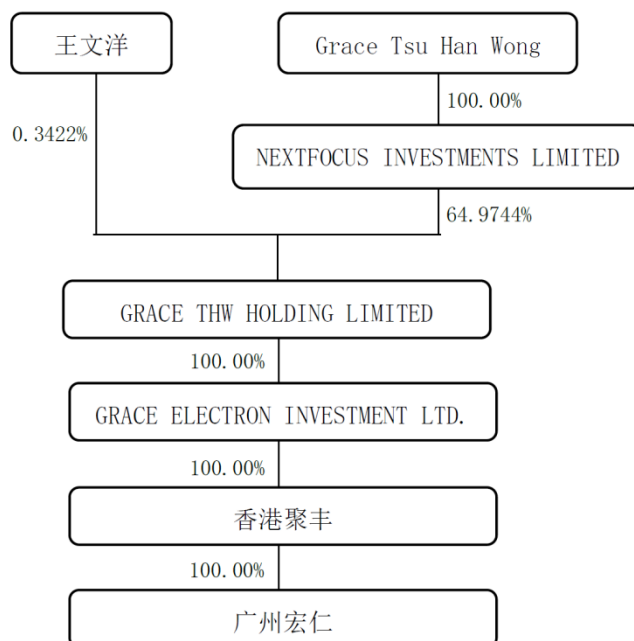 王文洋
Grace Tsu Han Wong
100.00%
0.3422%
NEXTFOCUS INVESTMENTS LIMITED
64.9744%
GRACE THW HOLDING LIMITED
100.00%
GRACE ELECTRON INVESTMENT LTD.
100.00%
香港聚丰
100.00%
广州宏仁